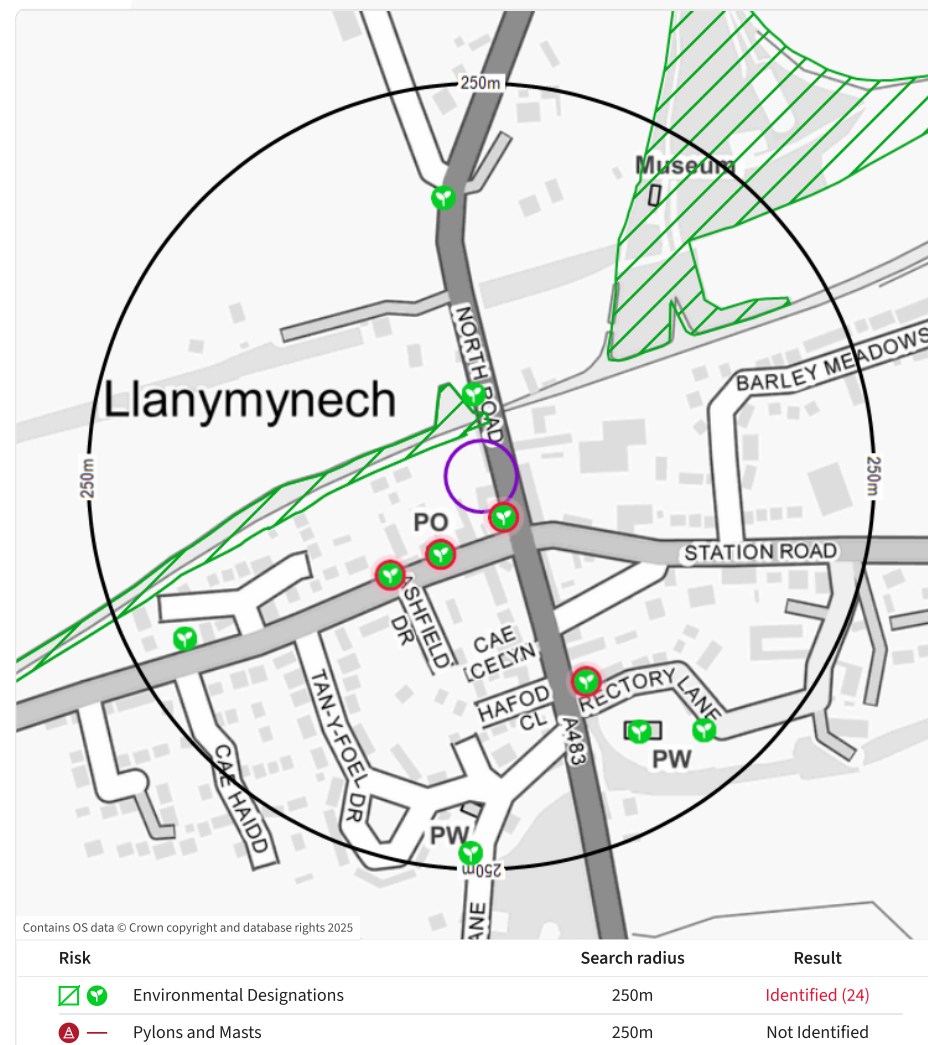 250m
Museum
NORTH ROAD
BARLEY MEADOWS
Llanymynech
250m
250m
PO
STATION ROAD
ASHFIELD
DR
CAE
CELYN
TAN-Y-FOEL DR
HAFOD
CL
RECTORY LANE
A483
PW
CAE HAIDD
PW
250m
ANE
Contains OS data © Crown copyright and database rights 2025
Risk Search radius Result
Environmental Designations 250m Identified (24)
Pylons and Masts 250m Not Identified